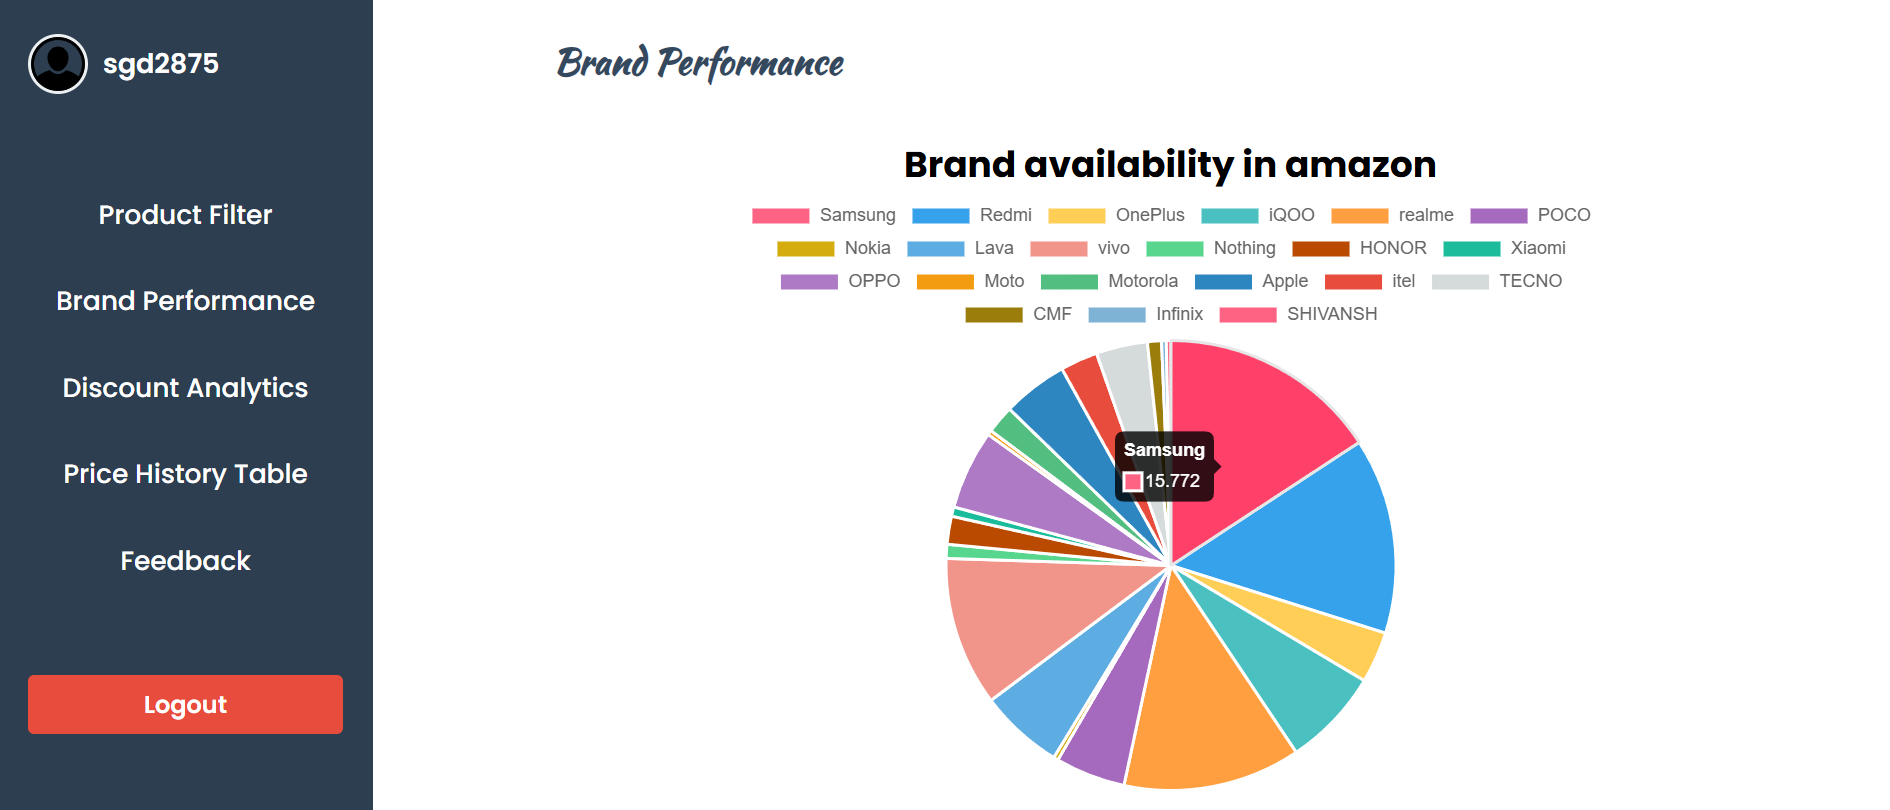 sgd2875
Product Filter
Brand Performance
Discount Analytics
Price History Table
Feedback
Logout
Brand Performance
Brand availability in amazon
Samsung Redmi OnePlus iQOO realme POCO
Nokia Lava vivo Nothing HONOR Xiaomi
OPPO Moto Motorola Apple itel TECNO
CMF Infinix SHIVANSH
Samsung
15.772